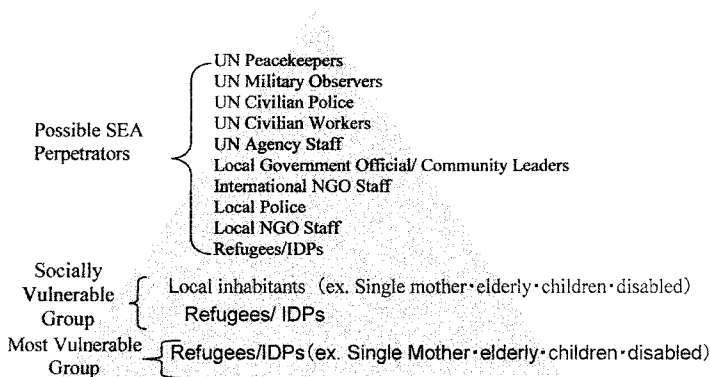 UN Peacekeepers
UN Military Observers
UN Civilian Police
UN Civilian Workers
UN Agency Staff
Local Government Official/ Community Leaders
International NGO Staff
Local Police
Local NGO Staff
Refugees/IDPs
Possible SEA
Perpetrators
Socially
Vulnerable
Group
Local inhabitants（ex. Single mother・elderly・children・disabled）
Refugees/ IDPs
Most Vulnerable
Group
Refugees/IDPs（ex. Single Mother・elderly・children・disabled）